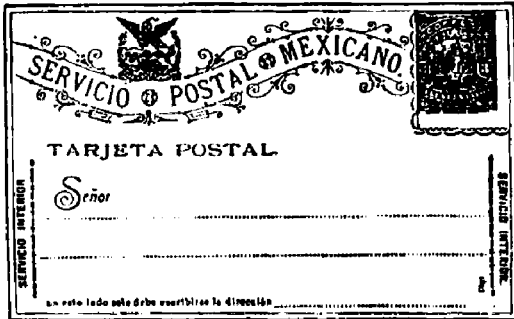 SERVICIO POSTAL MEXICANO.
TARJETA POSTAL.
Señor
SERVICIO INTERIOR
SERVICIO INTERIOR.
En este lado solo debe escribirse la dirección